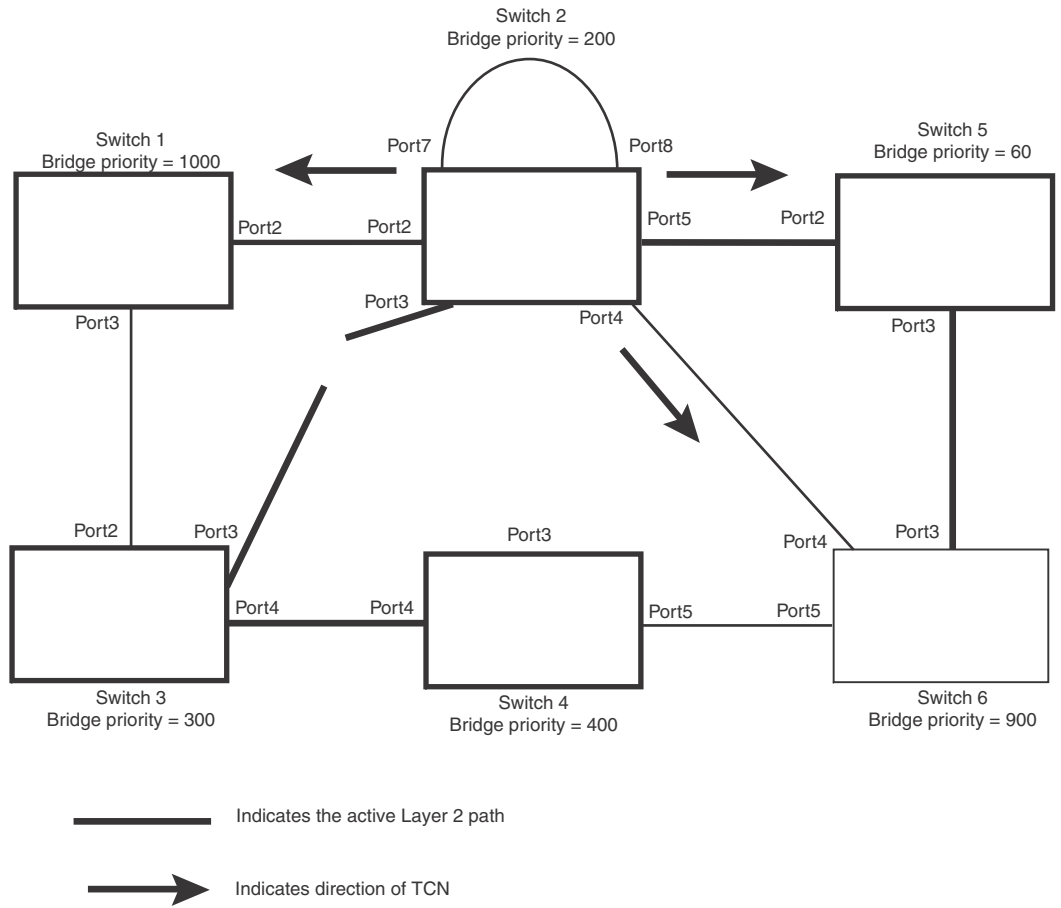 Switch 2
Bridge priority = 200
Switch 1
Bridge priority = 1000
Port7
Port8
Switch 5
Bridge priority = 60
Port2
Port2
Port5
Port2
Port3
Port3
Port4
Port3
Port2
Port3
Port3
Port4
Port3
Port4
Port4
Port5
Port5
Switch 3
Bridge priority = 300
Switch 4
Bridge priority = 400
Switch 6
Bridge priority = 900
Indicates the active Layer 2 path
Indicates direction of TCN